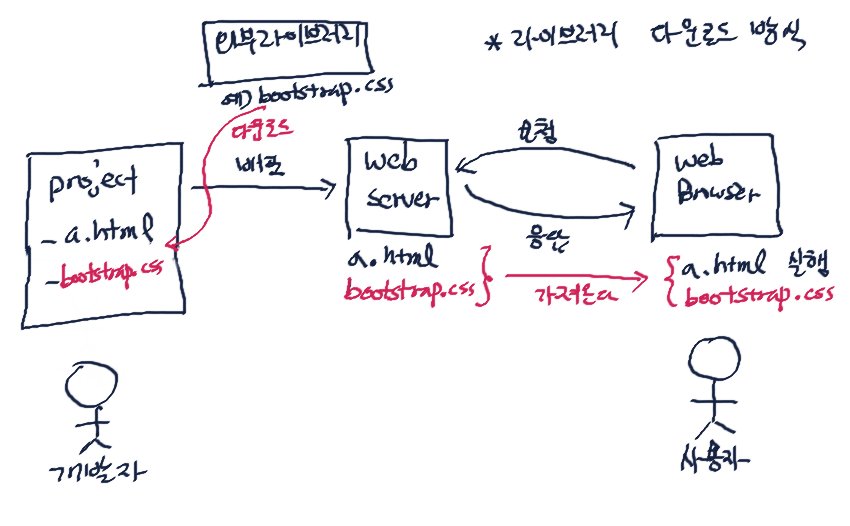 외부라이브러리
* 라이브러리 다운로드 방식
예) bootstrap.css
다운로드
배포
project
- a.html
- bootstrap.css
web
server
요청
응답
web
Browser
a.html
bootstrap.css
가져온다
a.html 실행
bootstrap.css
개발자
사용자